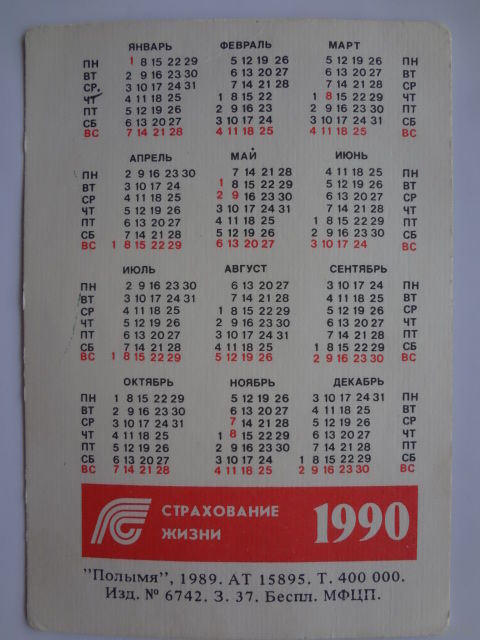 ЯНВАРЬ ФЕВРАЛЬ МАРТ
ПН 1 8 15 22 29 5 12 19 26 5 12 19 26 ПН
ВТ 2 9 16 23 30 6 13 20 27 6 13 20 27 ВТ
СР 3 10 17 24 31 7 14 21 28 7 14 21 28 СР
ЧТ 4 11 18 25 1 8 15 22 1 8 15 22 29 ЧТ
ПТ 5 12 19 26 2 9 16 23 2 9 16 23 30 ПТ
СБ 6 13 20 27 3 10 17 24 3 10 17 24 31 СБ
ВС 7 14 21 28 4 11 18 25 4 11 18 25 ВС
АПРЕЛЬ МАЙ ИЮНЬ
ПН 2 9 16 23 30 7 14 21 28 4 11 18 25 ПН
ВТ 3 10 17 24 1 8 15 22 29 5 12 19 26 ВТ
СР 4 11 18 25 2 9 16 23 30 6 13 20 27 СР
ЧТ 5 12 19 26 3 10 17 24 31 7 14 21 28 ЧТ
ПТ 6 13 20 27 4 11 18 25 1 8 15 22 29 ПТ
СБ 7 14 21 28 5 12 19 26 2 9 16 23 30 СБ
ВС 1 8 15 22 29 6 13 20 27 3 10 17 24 ВС
ИЮЛЬ АВГУСТ СЕНТЯБРЬ
ПН 2 9 16 23 30 6 13 20 27 3 10 17 24 ПН
ВТ 3 10 17 24 31 7 14 21 28 4 11 18 25 ВТ
СР 4 11 18 25 1 8 15 22 29 5 12 19 26 СР
ЧТ 5 12 19 26 2 9 16 23 30 6 13 20 27 ЧТ
ПТ 6 13 20 27 3 10 17 24 31 7 14 21 28 ПТ
СБ 7 14 21 28 4 11 18 25 1 8 15 22 29 СБ
ВС 1 8 15 22 29 5 12 19 26 2 9 16 23 30 ВС
ОКТЯБРЬ НОЯБРЬ ДЕКАБРЬ
ПН 1 8 15 22 29 5 12 19 26 3 10 17 24 31 ПН
ВТ 2 9 16 23 30 6 13 20 27 4 11 18 25 ВТ
СР 3 10 17 24 31 7 14 21 28 5 12 19 26 СР
ЧТ 4 11 18 25 1 8 15 22 29 6 13 20 27 ЧТ
ПТ 5 12 19 26 2 9 16 23 30 7 14 21 28 ПТ
СБ 6 13 20 27 3 10 17 24 1 8 15 22 29 СБ
ВС 7 14 21 28 4 11 18 25 2 9 16 23 30 ВС
СТРАХОВАНИЕ
ЖИЗНИ
1990
"Полымя", 1989. АТ 15895. Т. 400 000.
Изд. № 6742. З. 37. Беспл. МФЦП.